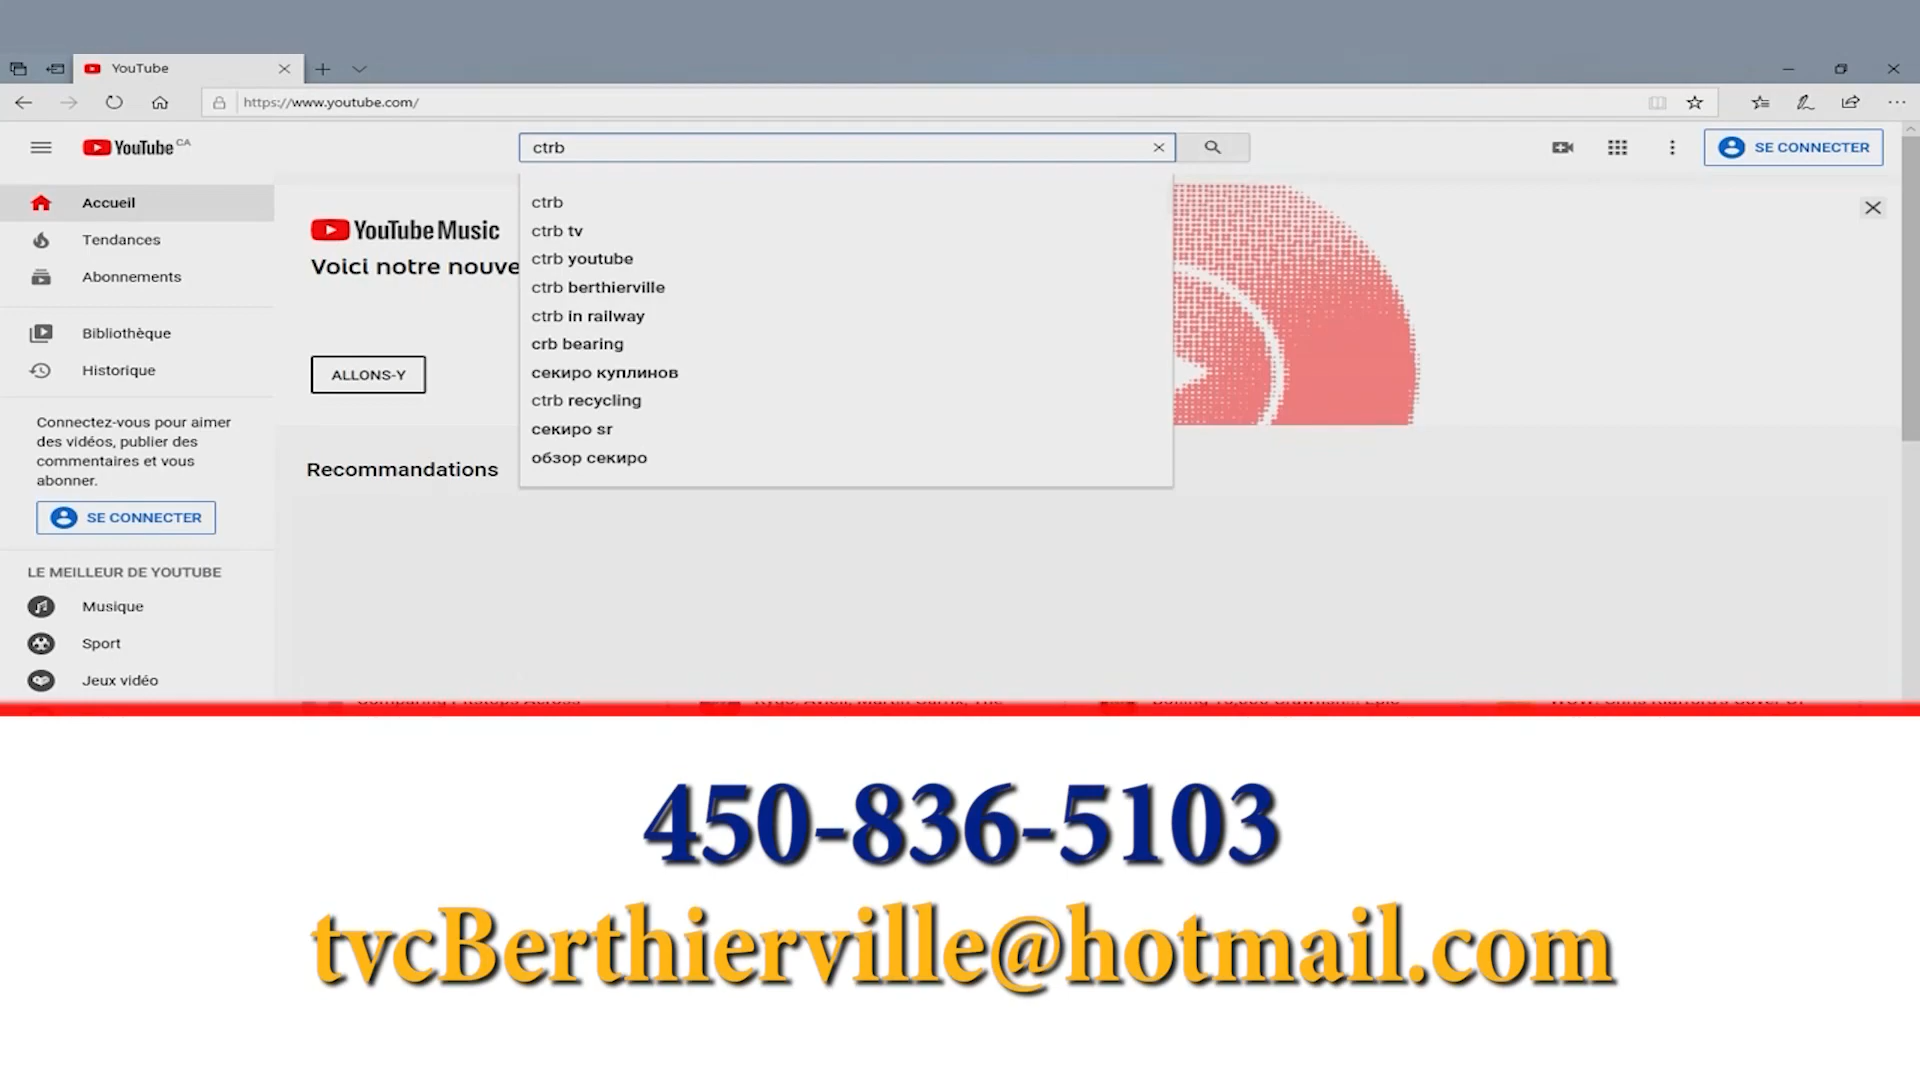 YouTube
https://www.youtube.com/
YouTube CA
ctrb
SE CONNECTER
Accueil
Tendances
Abonnements
Bibliothèque
Historique
Connectez-vous pour aimer
des vidéos, publier des
commentaires et vous
abonner.
SE CONNECTER
LE MEILLEUR DE YOUTUBE
Musique
Sport
Jeux vidéo
YouTube Music
Voici notre nouve
ALLONS-Y
Recommandations
ctrb
ctrb tv
ctrb youtube
ctrb berthierville
ctrb in railway
crb bearing
секиро куплинов
ctrb recycling
секиро sr
обзор секиро
450-836-5103
tvcBerthierville@hotmail.com